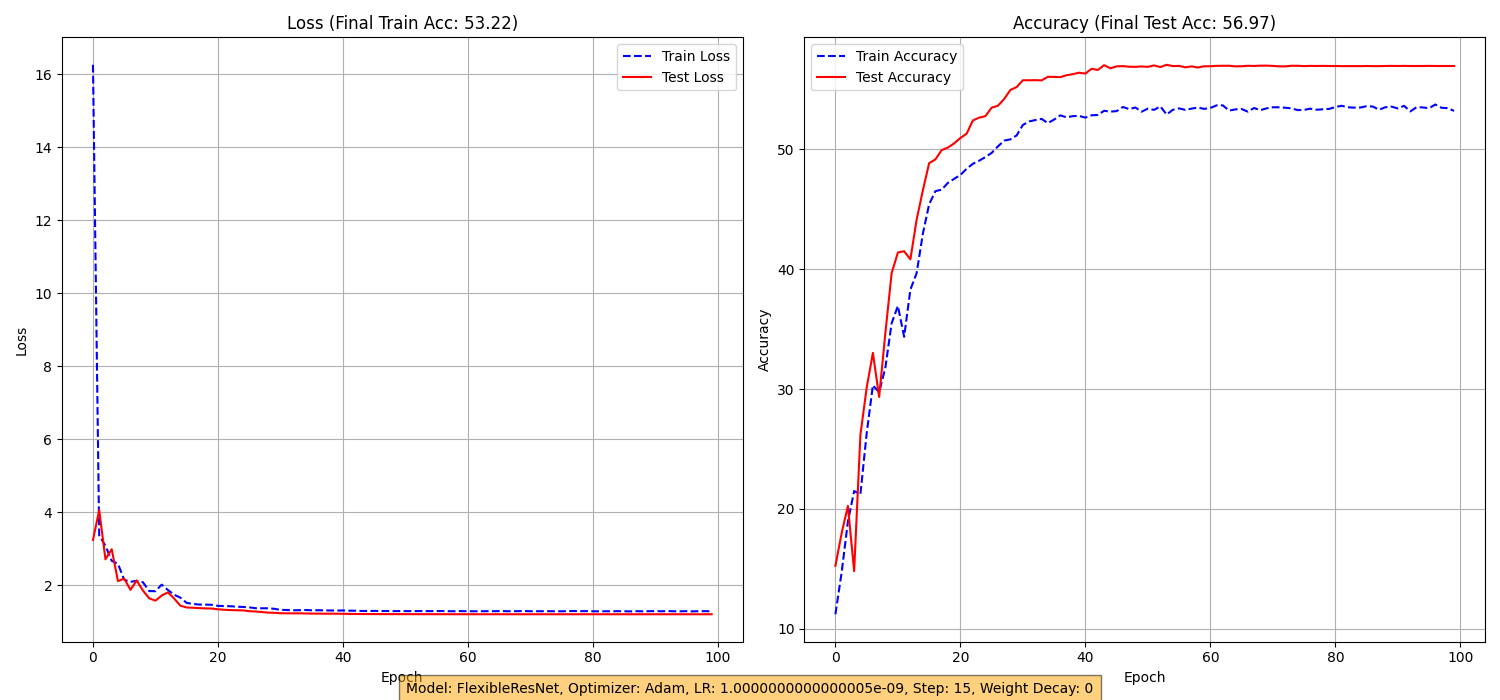 Loss (Final Train Acc: 53.22)
Train Loss
Test Loss
Loss
16
14
12
10
8
6
4
2
0
20
40
60
80
100
Epoch
Accuracy (Final Test Acc: 56.97)
Train Accuracy
Test Accuracy
Accuracy
50
40
30
20
10
0
20
40
60
80
100
Epoch
Model: FlexibleResNet, Optimizer: Adam, LR: 1.0000000000000005e-09, Step: 15, Weight Decay: 0